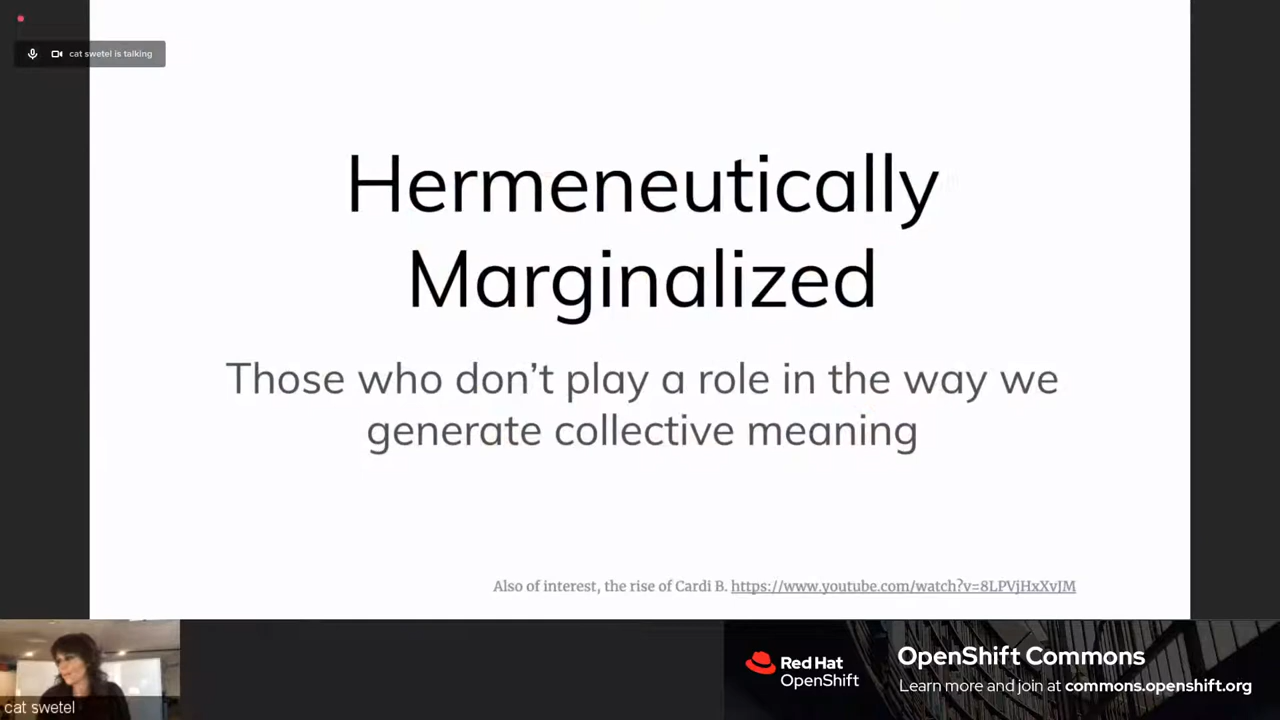 cat swetel is talking
Hermeneutically
Marginalized
Those who don't play a role in the way we
generate collective meaning
Also of interest, the rise of Cardi B. https://www.youtube.com/watch?v=8LPVjHxXvJM
cat swetel
Red Hat
OpenShift
OpenShift Commons
Learn more and join at commons.openshift.org